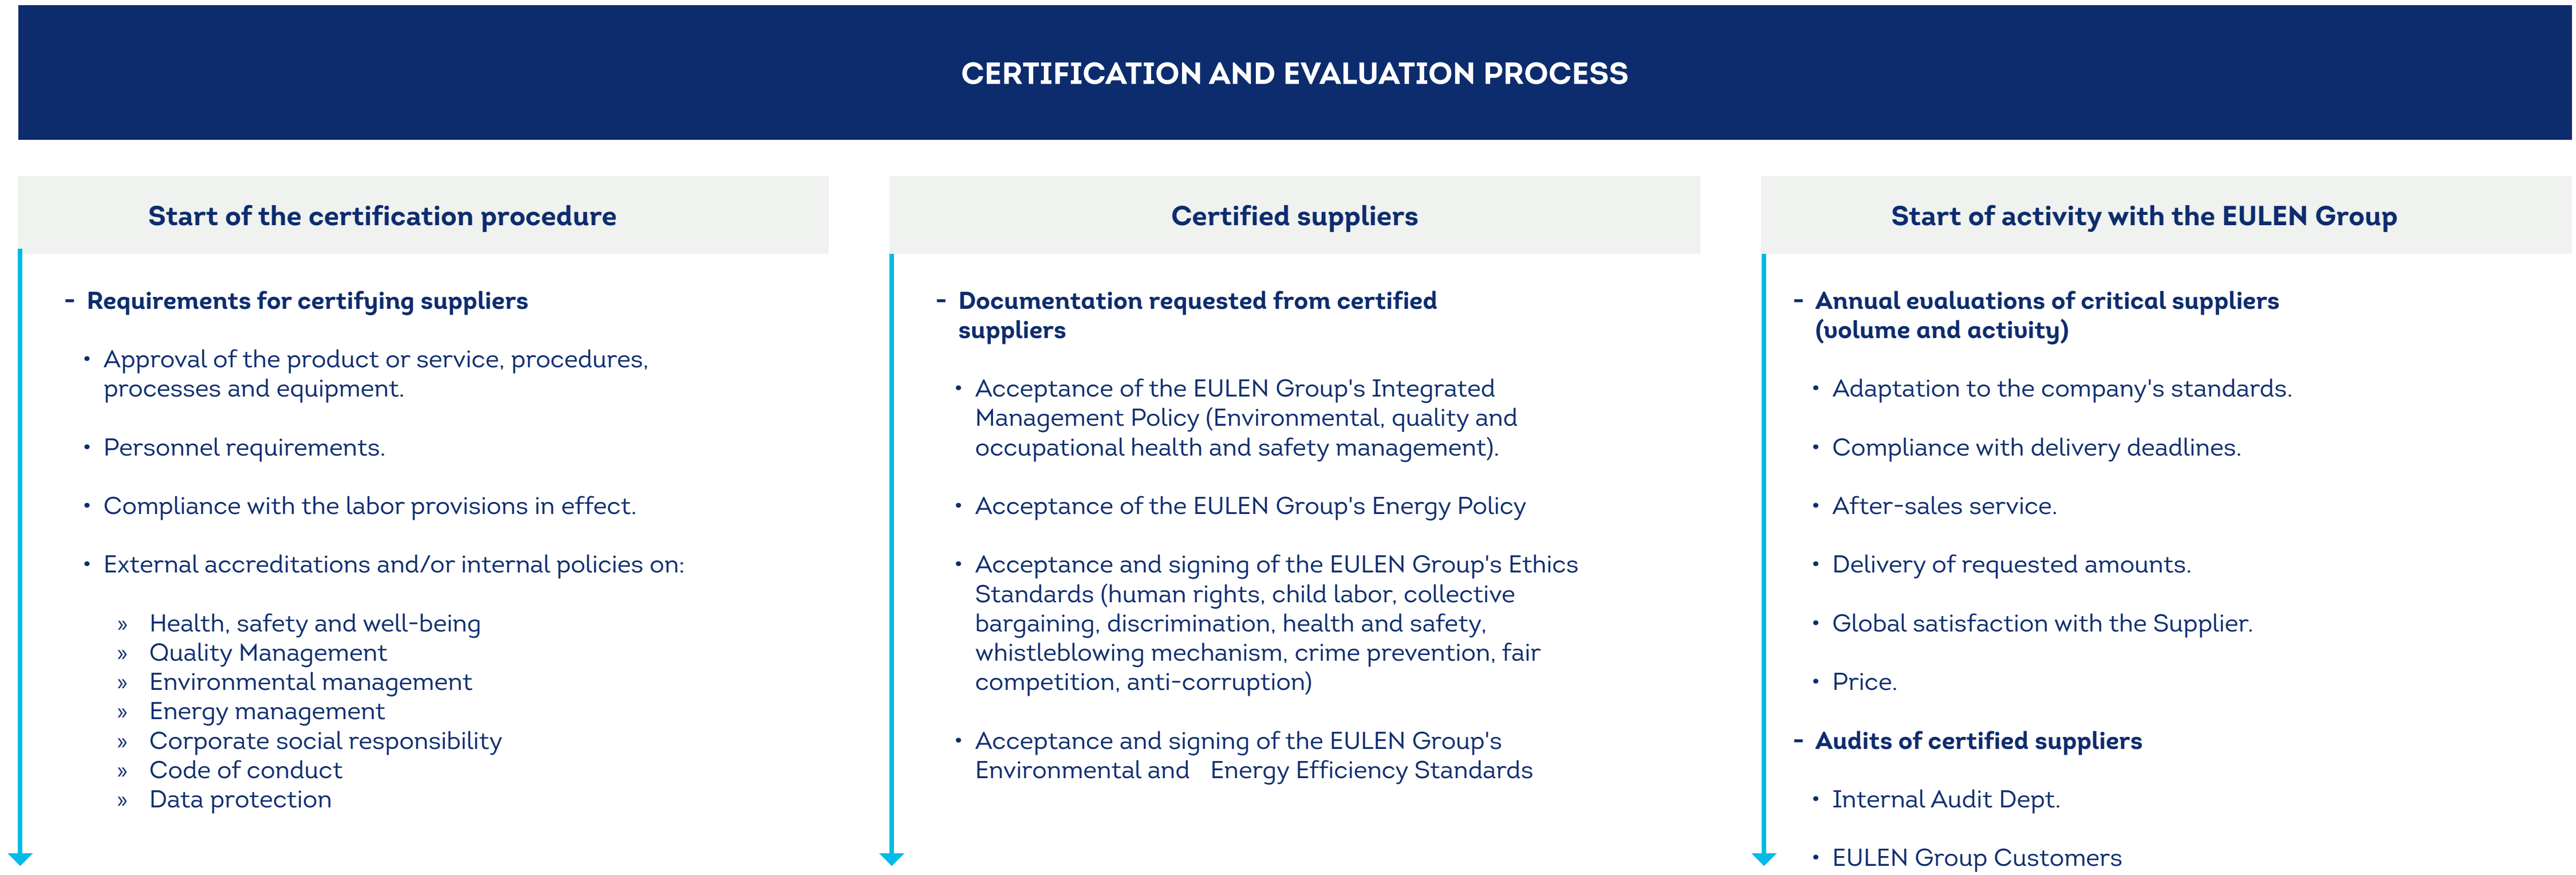 CERTIFICATION AND EVALUATION PROCESS
Start of the certification procedure
- Requirements for certifying suppliers
• Approval of the product or service, procedures,
processes and equipment.
• Personnel requirements.
• Compliance with the labor provisions in effect.
• External accreditations and/or internal policies on:
» Health, safety and well-being
» Quality Management
» Environmental management
» Energy management
» Corporate social responsibility
» Code of conduct
» Data protection
Certified suppliers
- Documentation requested from certified
suppliers
• Acceptance of the EULEN Group's Integrated
Management Policy (Environmental, quality and
occupational health and safety management).
• Acceptance of the EULEN Group's Energy Policy
• Acceptance and signing of the EULEN Group's Ethics
Standards (human rights, child labor, collective
bargaining, discrimination, health and safety,
whistleblowing mechanism, crime prevention, fair
competition, anti-corruption)
• Acceptance and signing of the EULEN Group's
Environmental and Energy Efficiency Standards
Start of activity with the EULEN Group
- Annual evaluations of critical suppliers
(volume and activity)
• Adaptation to the company's standards.
• Compliance with delivery deadlines.
• After-sales service.
• Delivery of requested amounts.
• Global satisfaction with the Supplier.
• Price.
- Audits of certified suppliers
• Internal Audit Dept.
• EULEN Group Customers